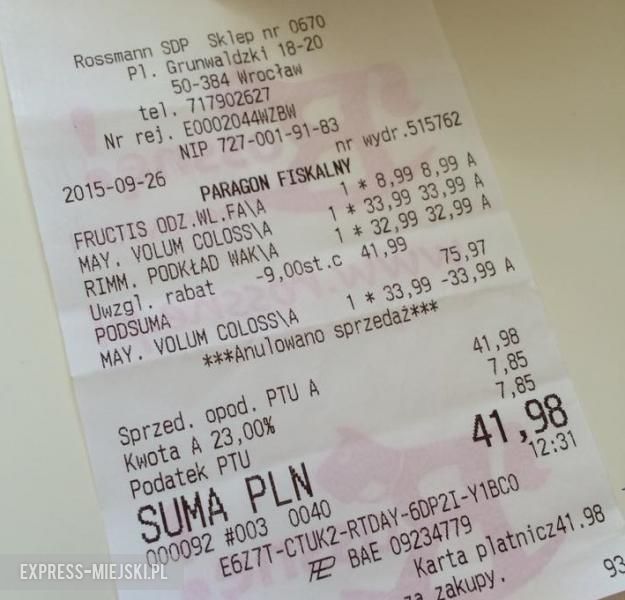 Rossmann SDP Sklep nr 0670
Pl. Grunwaldzki 18-20
50-384 Wrocław
tel. 717902627
Nr rej. E0002044WZBW
NIP 727-001-91-83
2015-09-26 nr wydr.515762
PARAGON FISKALNY
FRUCTIS ODZ.WL.FA\A 1 * 8,99 8,99 A
MAY. VOLUM COLOSS\A 1 * 33,99 33,99 A
RIMM. PODKŁAD WAK\A 1 * 32,99 32,99 A
Uwzgl. rabat -9,00st.c 41,99
PODSUMA 75,97
MAY. VOLUM COLOSS\A 1 * 33,99 -33,99 A
***Anulowano sprzedaż***
Sprzed. opod. PTU A 41,98
Kwota A 23,00% 7,85
Podatek PTU 7,85
SUMA PLN 41,98
000092 #003 0040 12:31
E6Z7T-CTUK2-RTDAY-6DP2I-Y1BCO
BAE 09234779
Karta płatnicz41.98
za zakupy. 93
EXPRESS-MIEJSKI.PL